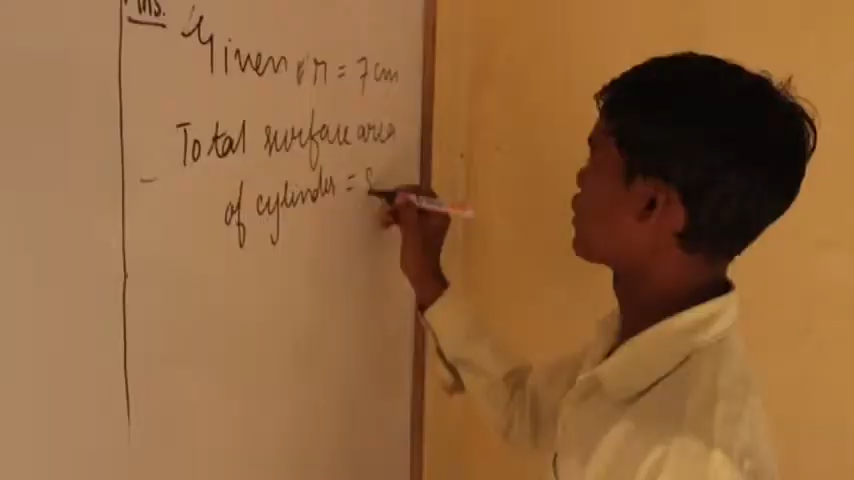 Ans.
Given r = 7 cm
Total surface area
of cylinder =